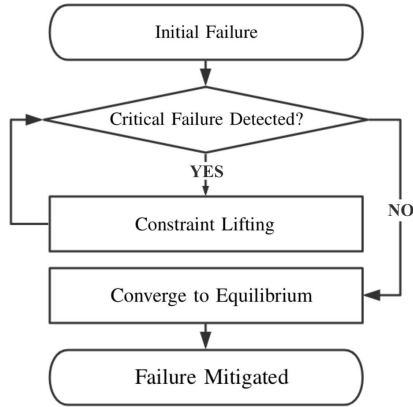 Initial Failure
Critical Failure Detected?
YES
Constraint Lifting
NO
Converge to Equilibrium
Failure Mitigated